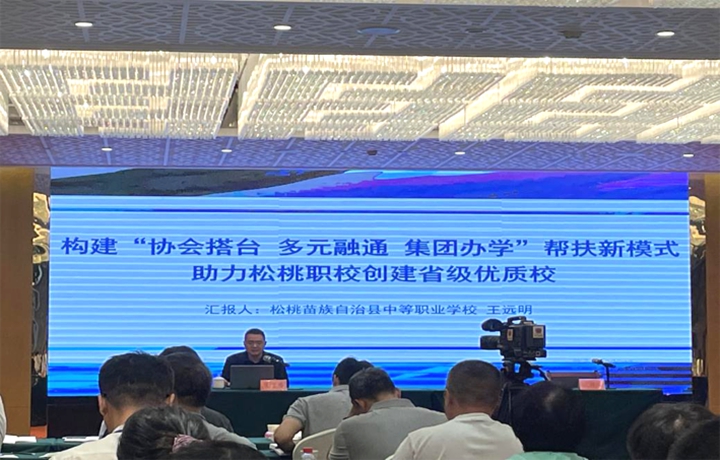 构建“协会搭台 多元融通 集团办学”帮扶新模式
助力松桃职校创建省级优质校
汇报人：松桃苗族自治县中等职业学校 王远明